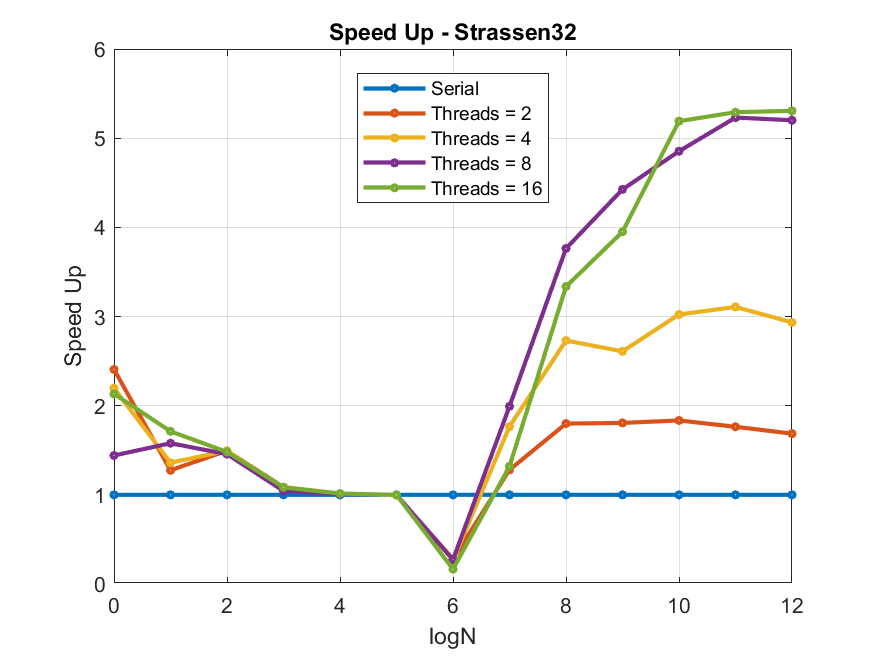 Speed Up - Strassen32
Serial
Threads = 2
Threads = 4
Threads = 8
Threads = 16
Speed Up
6
5
4
3
2
1
0
0 2 4 6 8 10 12
logN